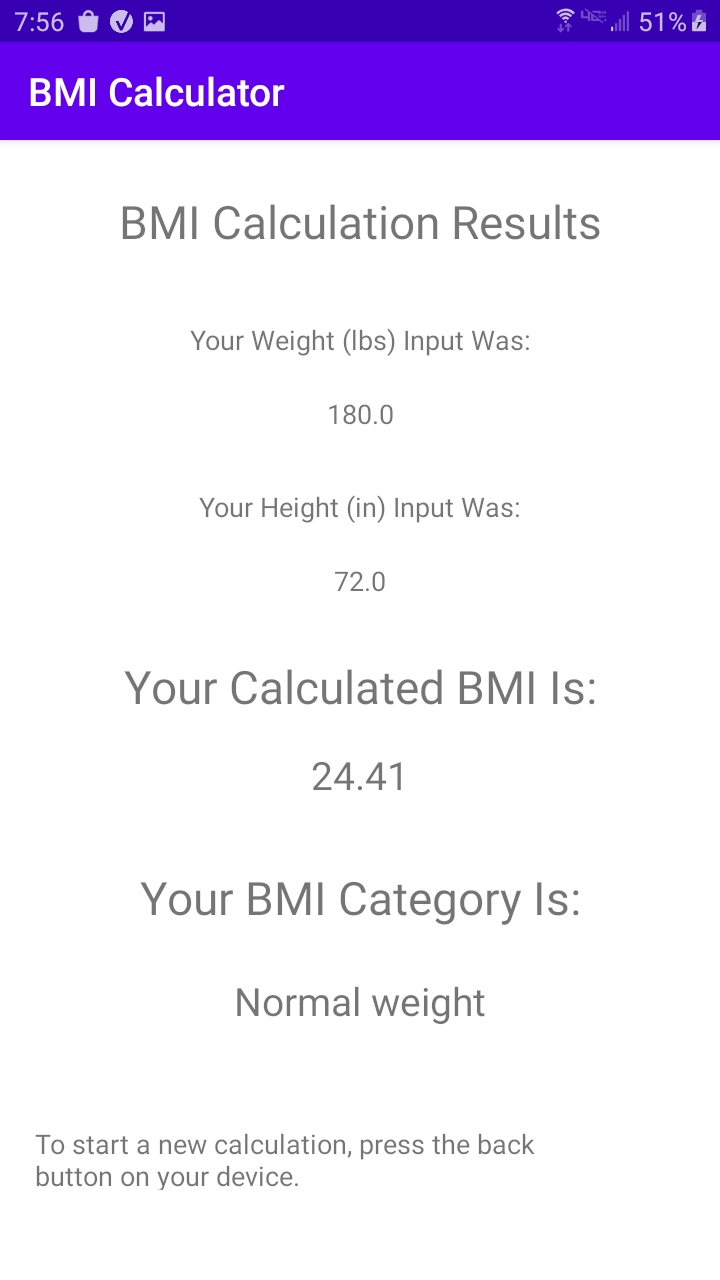 7:56 51%
BMI Calculator
BMI Calculation Results
Your Weight (lbs) Input Was:
180.0
Your Height (in) Input Was:
72.0
Your Calculated BMI Is:
24.41
Your BMI Category Is:
Normal weight
To start a new calculation, press the back
button on your device.